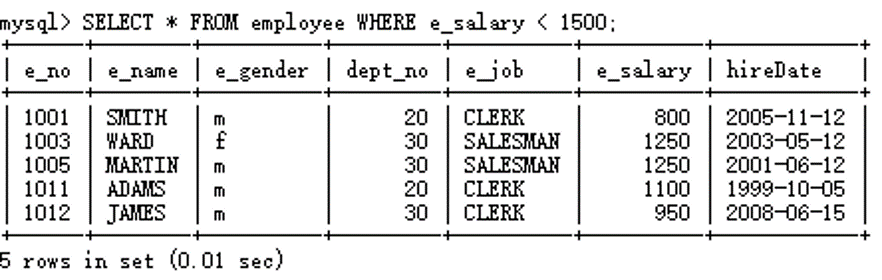 mysql> SELECT * FROM employee WHERE e_salary < 1500;
| e_no | e_name | e_gender | dept_no | e_job | e_salary | hireDate |
| 1001 | SMITH | m | 20 | CLERK | 800 | 2005-11-12 |
| 1003 | WARD | f | 30 | SALESMAN | 1250 | 2003-05-12 |
| 1005 | MARTIN | m | 30 | SALESMAN | 1250 | 2001-06-12 |
| 1011 | ADAMS | m | 20 | CLERK | 1100 | 1999-10-05 |
| 1012 | JAMES | m | 30 | CLERK | 950 | 2008-06-15 |
5 rows in set (0.01 sec)